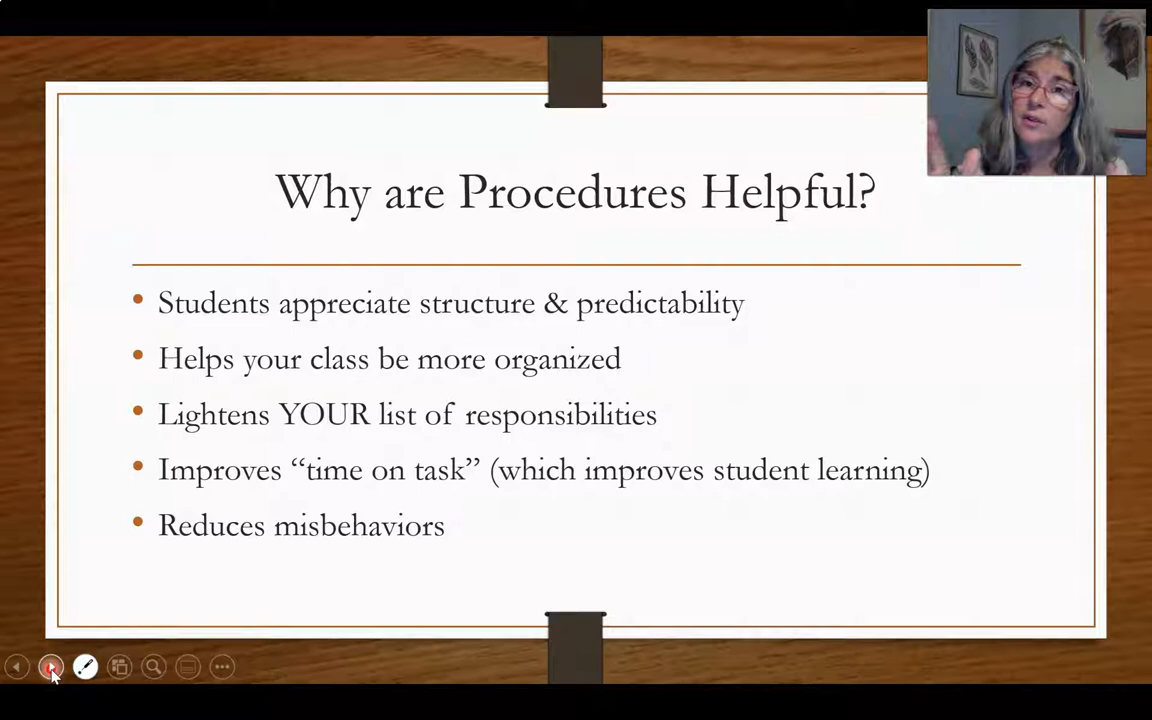 Why are Procedures Helpful?
• Students appreciate structure & predictability
• Helps your class be more organized
• Lightens YOUR list of responsibilities
• Improves “time on task” (which improves student learning)
• Reduces misbehaviors